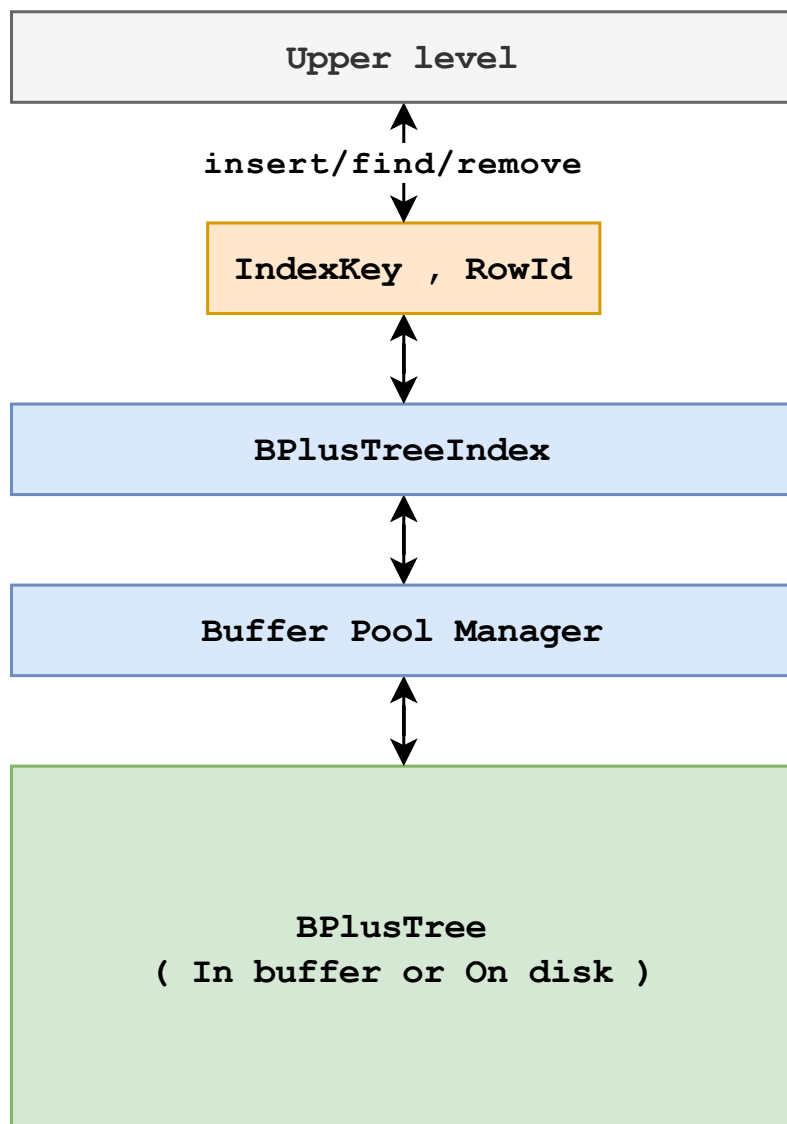 Upper level
insert/find/remove
IndexKey , RowId
BPlusTreeIndex
Buffer Pool Manager
BPlusTree
( In buffer or On disk )